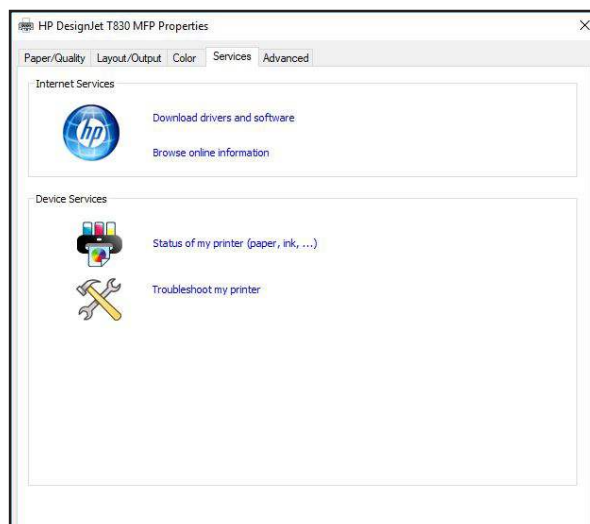 HP DesignJet T830 MFP Properties
Paper/Quality Layout/Output Color Services Advanced
Internet Services
hp
Download drivers and software
Browse online information
Device Services
Status of my printer (paper, ink, ...)
Troubleshoot my printer